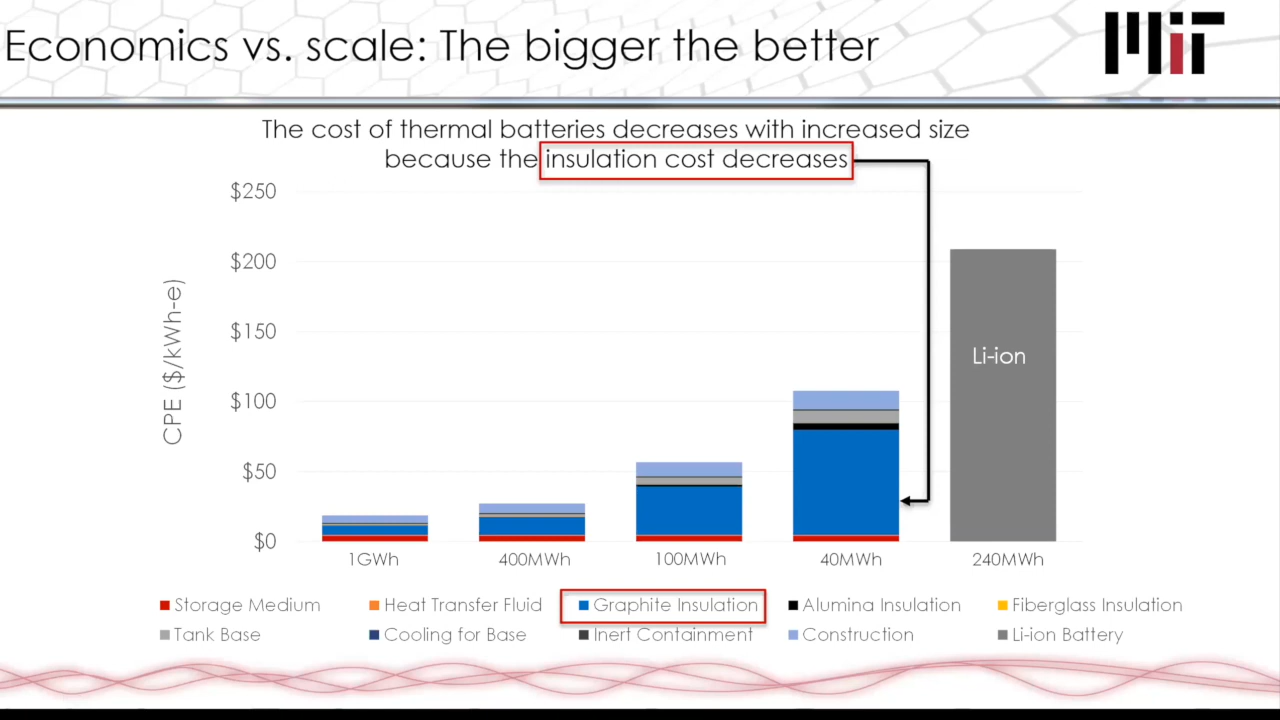 Economics vs. scale: The bigger the better
MIT
The cost of thermal batteries decreases with increased size
because the insulation cost decreases
$250
$200
$150
$100
$50
$0
CPE ($/kWh-e)
Li-ion
1GWh
400MWh
100MWh
40MWh
240MWh
Storage Medium
Heat Transfer Fluid
Graphite Insulation
Alumina Insulation
Fiberglass Insulation
Tank Base
Cooling for Base
Inert Containment
Construction
Li-ion Battery